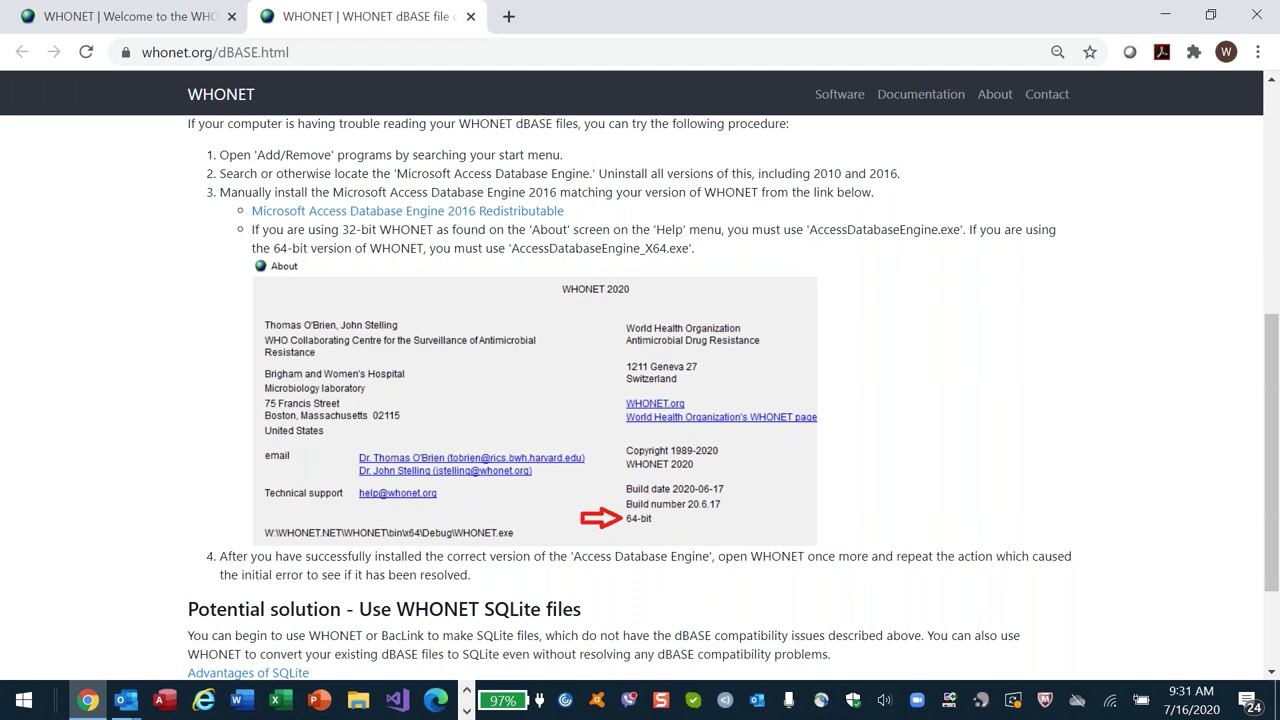 WHONET | Welcome to the WHO
WHONET | WHONET dBASE file c
whonet.org/dBASE.html
W
WHONET
Software
Documentation
About
Contact
If your computer is having trouble reading your WHONET dBASE files, you can try the following procedure:
1. Open 'Add/Remove' programs by searching your start menu.
2. Search or otherwise locate the 'Microsoft Access Database Engine.' Uninstall all versions of this, including 2010 and 2016.
3. Manually install the Microsoft Access Database Engine 2016 matching your version of WHONET from the link below.
Microsoft Access Database Engine 2016 Redistributable
If you are using 32-bit WHONET as found on the 'About' screen on the 'Help' menu, you must use 'AccessDatabaseEngine.exe'. If you are using
the 64-bit version of WHONET, you must use 'AccessDatabaseEngine_X64.exe'.
About
WHONET 2020
Thomas O'Brien, John Stelling
WHO Collaborating Centre for the Surveillance of Antimicrobial
Resistance
Brigham and Women's Hospital
Microbiology laboratory
75 Francis Street
Boston, Massachusetts 02115
United States
email
Dr. Thomas O'Brien (tobrien@rics.bwh.harvard.edu)
Dr. John Stelling (jstelling@whonet.org)
Technical support
help@whonet.org
W:\WHONET.NET\WHONET\bin\x64\Debug\WHONET.exe
World Health Organization
Antimicrobial Drug Resistance
1211 Geneva 27
Switzerland
WHONET.org
World Health Organization's WHONET page
Copyright 1989-2020
WHONET 2020
Build date 2020-06-17
Build number 20.6.17
64-bit
4. After you have successfully installed the correct version of the 'Access Database Engine', open WHONET once more and repeat the action which caused
the initial error to see if it has been resolved.
Potential solution - Use WHONET SQLite files
You can begin to use WHONET or BacLink to make SQLite files, which do not have the dBASE compatibility issues described above. You can also use
WHONET to convert your existing dBASE files to SQLite even without resolving any dBASE compatibility problems.
Advantages of SQLite
97%
9:31 AM
7/16/2020
24